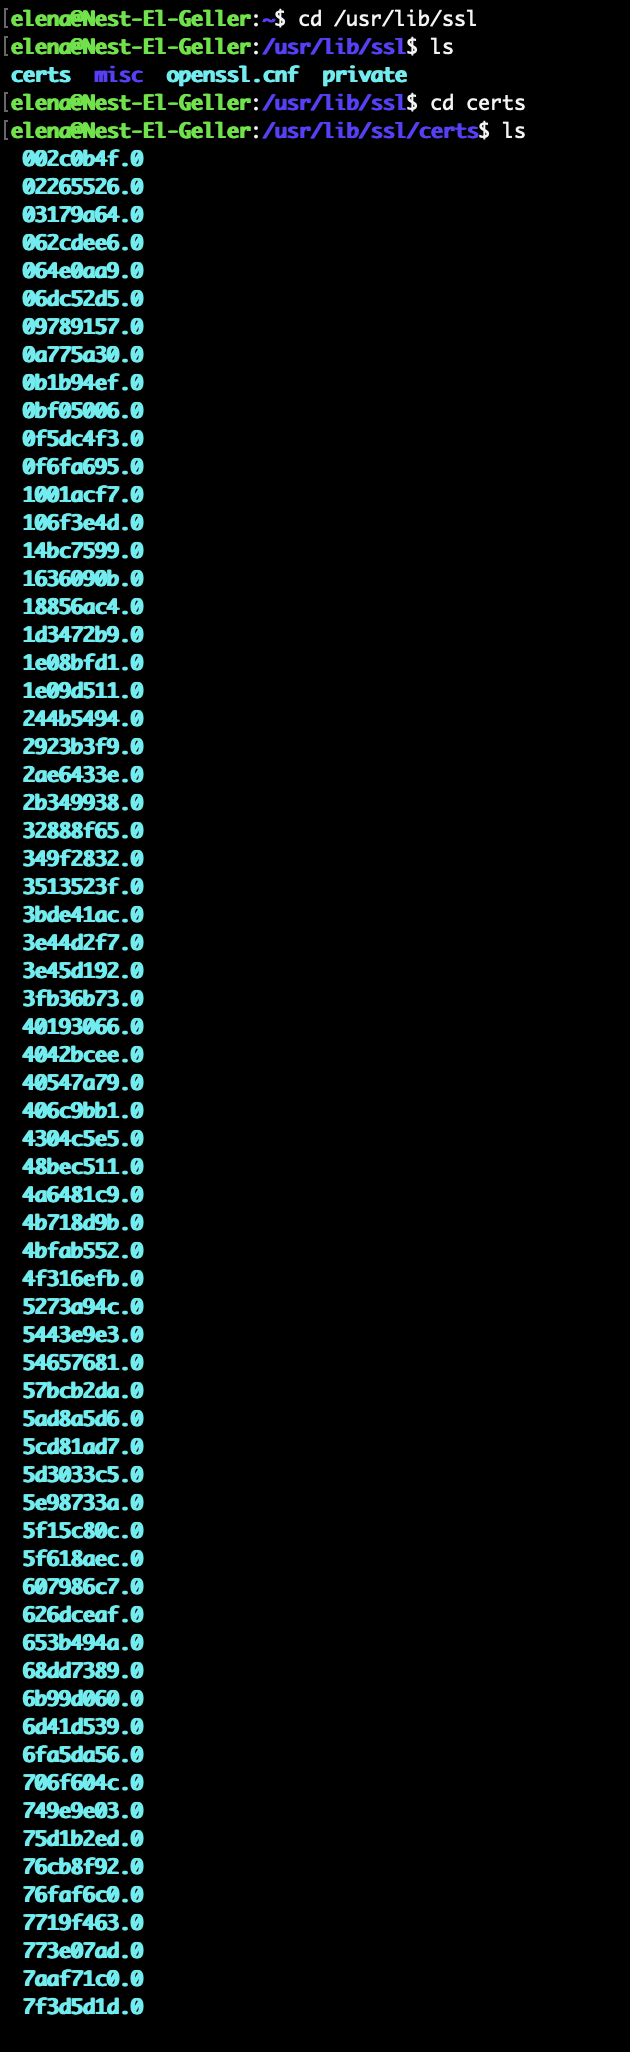 [elena@Nest-El-Geller:~$ cd /usr/lib/ssl
[elena@Nest-El-Geller:/usr/lib/ssl$ ls
certs  misc  openssl.cnf  private
[elena@Nest-El-Geller:/usr/lib/ssl$ cd certs
[elena@Nest-El-Geller:/usr/lib/ssl/certs$ ls
002c0b4f.0
02265526.0
03179a64.0
062cdee6.0
064e0aa9.0
06dc52d5.0
09789157.0
0a775a30.0
0b1b94ef.0
0bf05006.0
0f5dc4f3.0
0f6fa695.0
1001acf7.0
106f3e4d.0
14bc7599.0
1636090b.0
18856ac4.0
1d3472b9.0
1e08bfd1.0
1e09d511.0
244b5494.0
2923b3f9.0
2ae6433e.0
2b349938.0
32888f65.0
349f2832.0
3513523f.0
3bde41ac.0
3e44d2f7.0
3e45d192.0
3fb36b73.0
40193066.0
4042bcee.0
40547a79.0
406c9bb1.0
4304c5e5.0
48bec511.0
4a6481c9.0
4b718d9b.0
4bfab552.0
4f316efb.0
5273a94c.0
5443e9e3.0
54657681.0
57bcb2da.0
5ad8a5d6.0
5cd81ad7.0
5d3033c5.0
5e98733a.0
5f15c80c.0
5f618aec.0
607986c7.0
626dceaf.0
653b494a.0
68dd7389.0
6b99d060.0
6d41d539.0
6fa5da56.0
706f604c.0
749e9e03.0
75d1b2ed.0
76cb8f92.0
76faf6c0.0
7719f463.0
773e07ad.0
7aaf71c0.0
7f3d5d1d.0